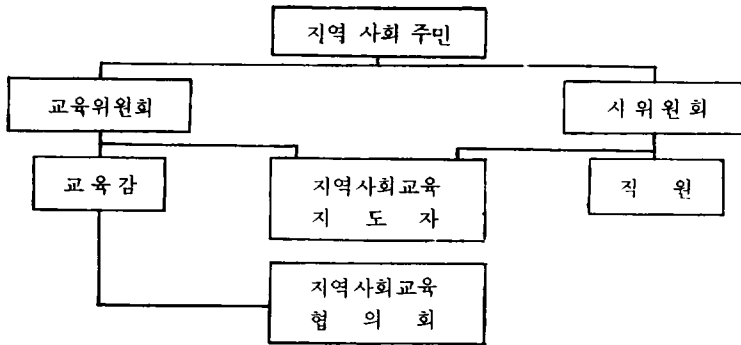 지역 사회 주민
교육위원회
시 위 원 회
교 육 감
지역사회교육
지 도 자
직 원
지역사회교육
협 의 회